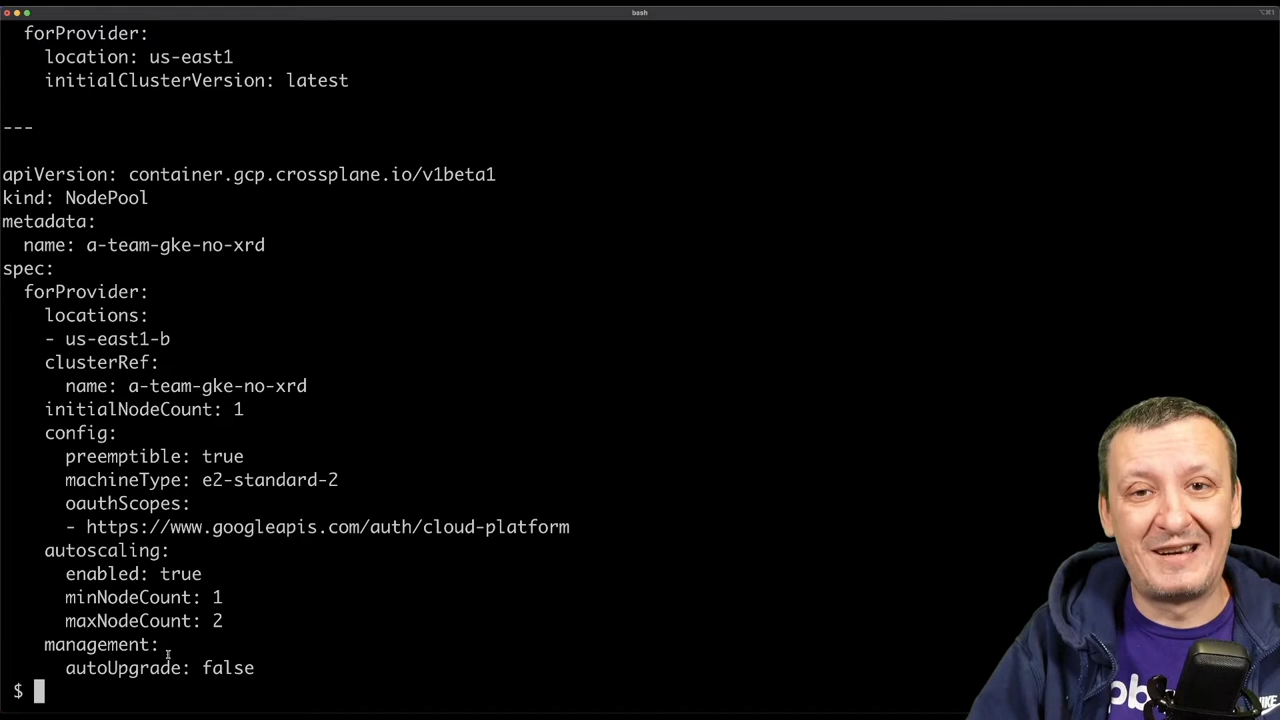 bash
forProvider:
location: us-east1
initialClusterVersion: latest
---
apiVersion: container.gcp.crossplane.io/v1beta1
kind: NodePool
metadata:
name: a-team-gke-no-xrd
spec:
forProvider:
locations:
- us-east1-b
clusterRef:
name: a-team-gke-no-xrd
initialNodeCount: 1
config:
preemptible: true
machineType: e2-standard-2
oauthScopes:
- https://www.googleapis.com/auth/cloud-platform
autoscaling:
enabled: true
minNodeCount: 1
maxNodeCount: 2
management:
autoUpgrade: false
$